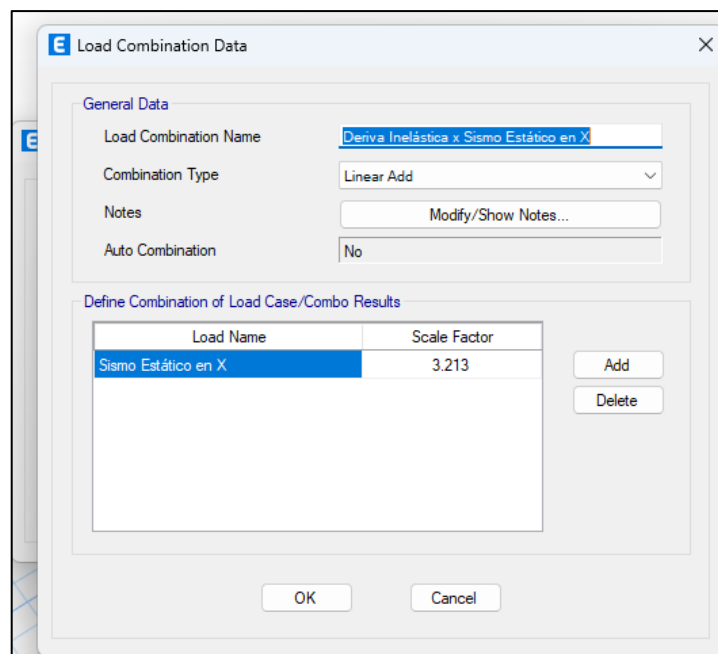 E Load Combination Data
General Data
Load Combination Name Deriva Inelástica x Sismo Estático en X
Combination Type Linear Add
Notes Modify/Show Notes...
Auto Combination No
Define Combination of Load Case/Combo Results
Load Name Scale Factor
Sismo Estático en X 3.213
Add
Delete
OK Cancel
E